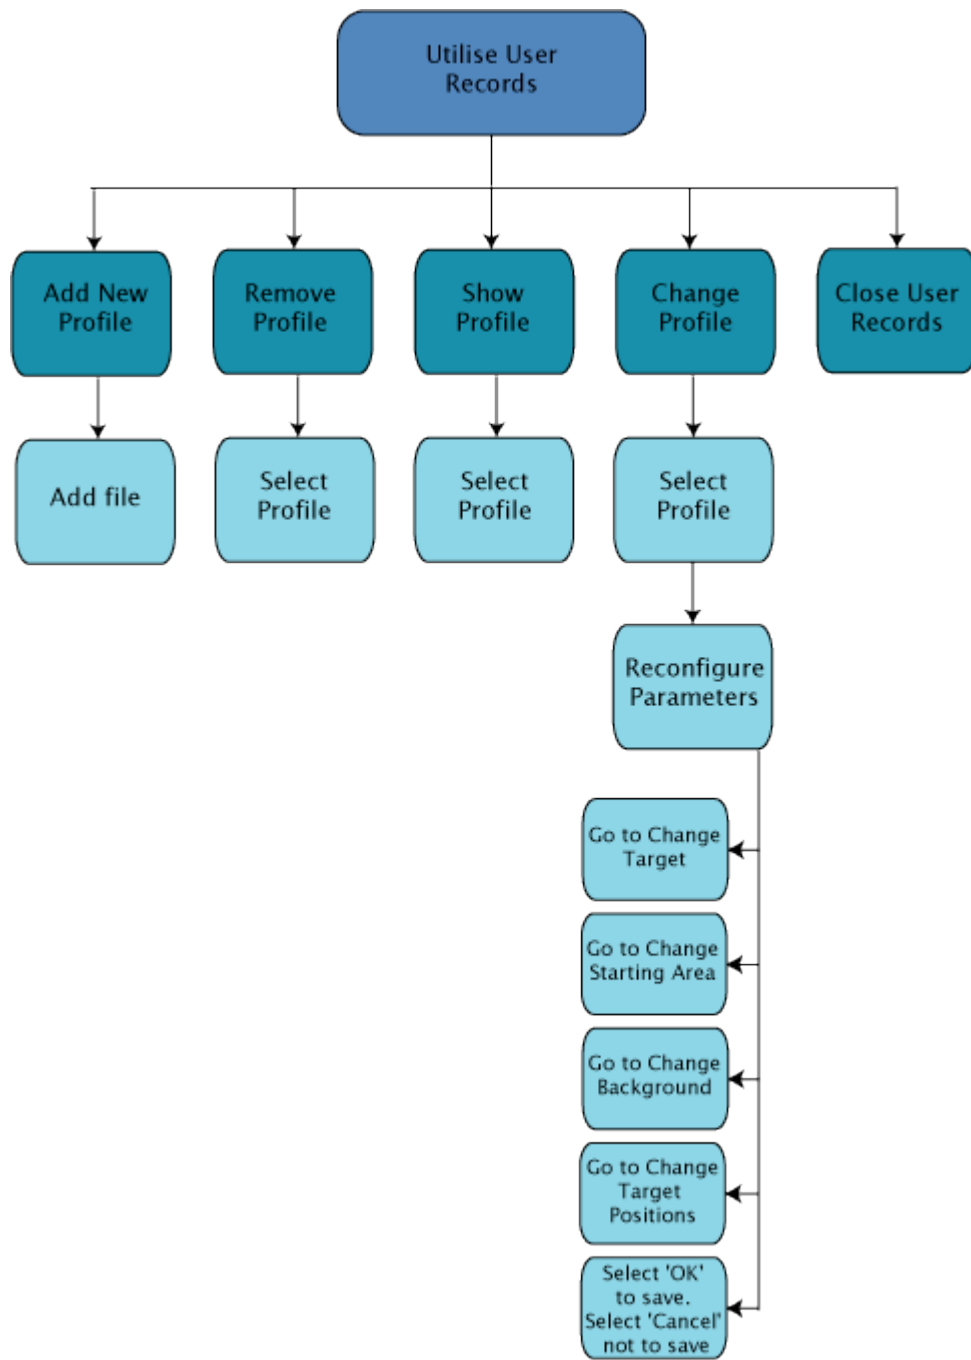 Utilise User
Records
Add New
Profile
Remove
Profile
Show
Profile
Change
Profile
Close User
Records
Add file
Select
Profile
Select
Profile
Select
Profile
Reconfigure
Parameters
Go to Change
Target
Go to Change
Starting Area
Go to Change
Background
Go to Change
Target
Positions
Select 'OK'
to save.
Select 'Cancel'
not to save